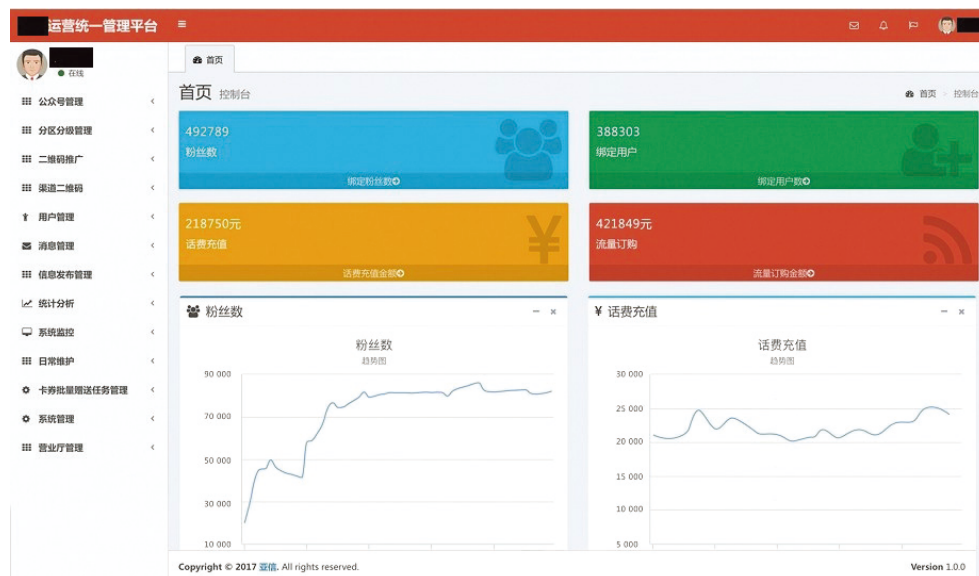 运营统一管理平台
在线
公众号管理
分区分级管理
二维码推广
渠道二维码
用户管理
消息管理
信息发布管理
统计分析
系统监控
日常维护
卡券批量赠送任务管理
系统管理
营业厅管理
首页
首页 控制台
首页 控制台
492789
粉丝数
绑定粉丝数
388303
绑定用户
绑定用户数
218750元
话费充值
话费充值金额
421849元
流量订购
流量订购金额
粉丝数
粉丝数
趋势图
90 000
70 000
50 000
30 000
10 000
¥ 话费充值
话费充值
趋势图
30 000
25 000
20 000
15 000
10 000
5 000
Copyright © 2017 亚信. All rights reserved.
Version 1.0.0